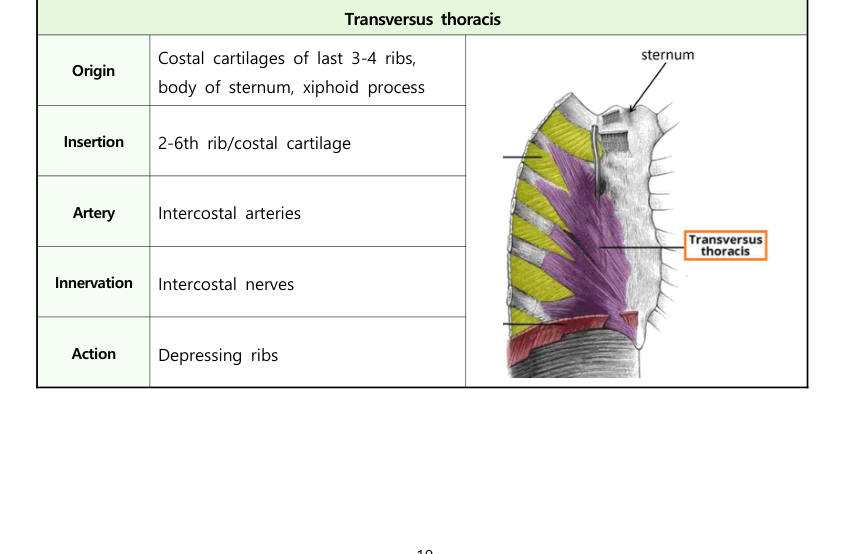 Transversus thoracis
Origin
Costal cartilages of last 3-4 ribs,
body of sternum, xiphoid process
Insertion
2-6th rib/costal cartilage
Artery
Intercostal arteries
Innervation
Intercostal nerves
Action
Depressing ribs
sternum
Transversus
thoracis